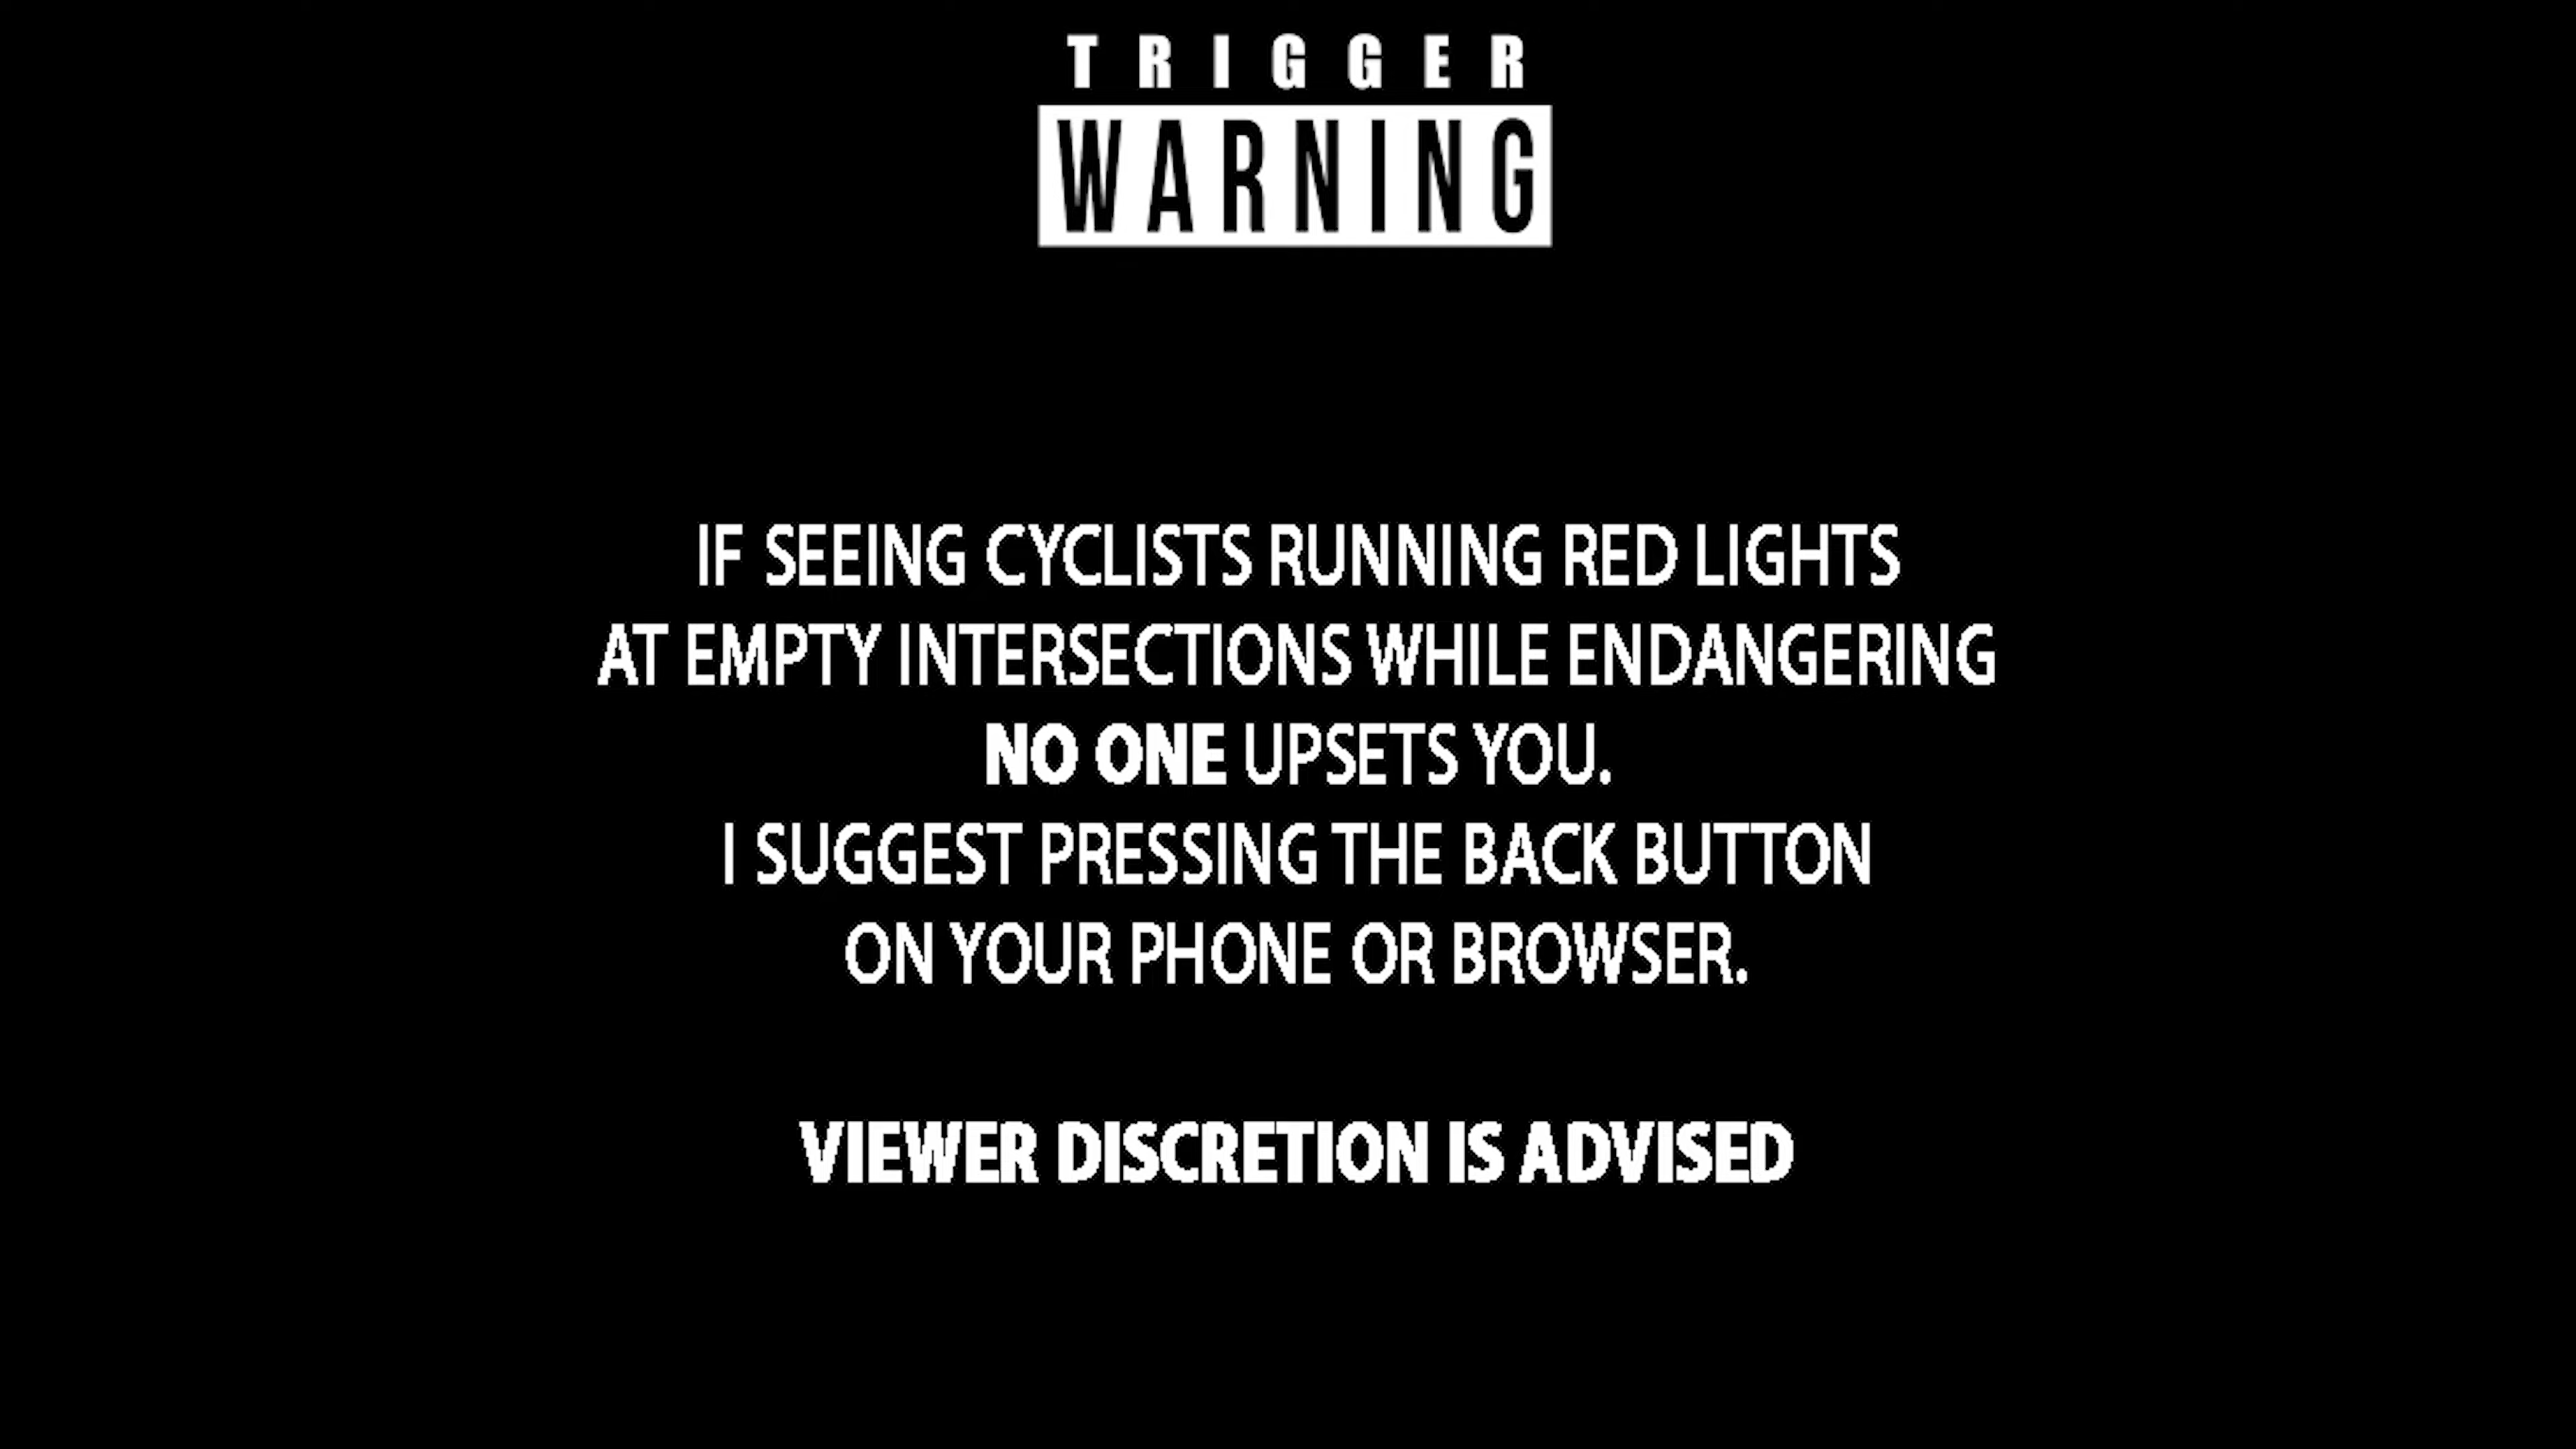 TRIGGER
WARNING
IF SEEING CYCLISTS RUNNING RED LIGHTS
AT EMPTY INTERSECTIONS WHILE ENDANGERING
NO ONE UPSETS YOU.
I SUGGEST PRESSING THE BACK BUTTON
ON YOUR PHONE OR BROWSER.
VIEWER DISCRETION IS ADVISED